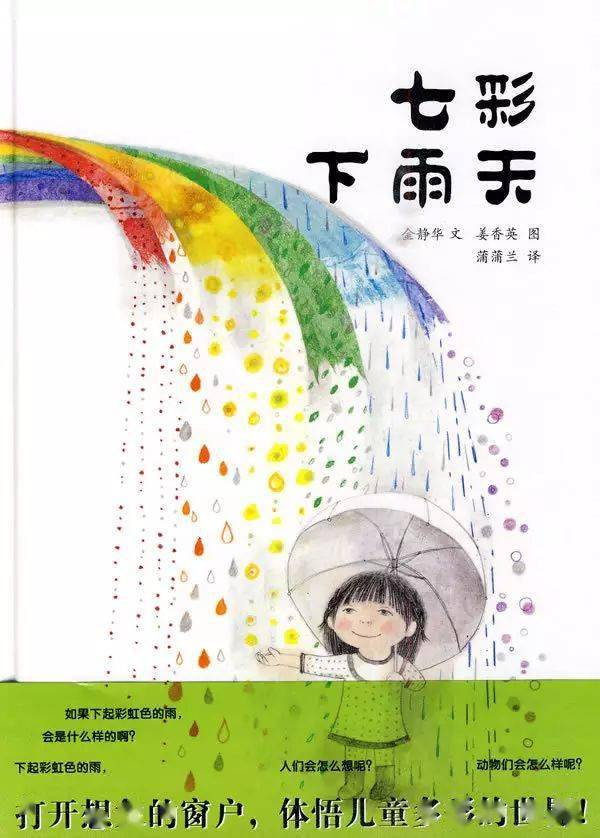 七彩
下雨天
金静华 文 姜香英 图
蒲蒲兰 译
如果下起彩虹色的雨，
会是什么样的啊？
下起彩虹色的雨，
人们会怎么想呢？
动物们会怎么样呢？
打开想 的窗户，体悟儿童多 的世界！